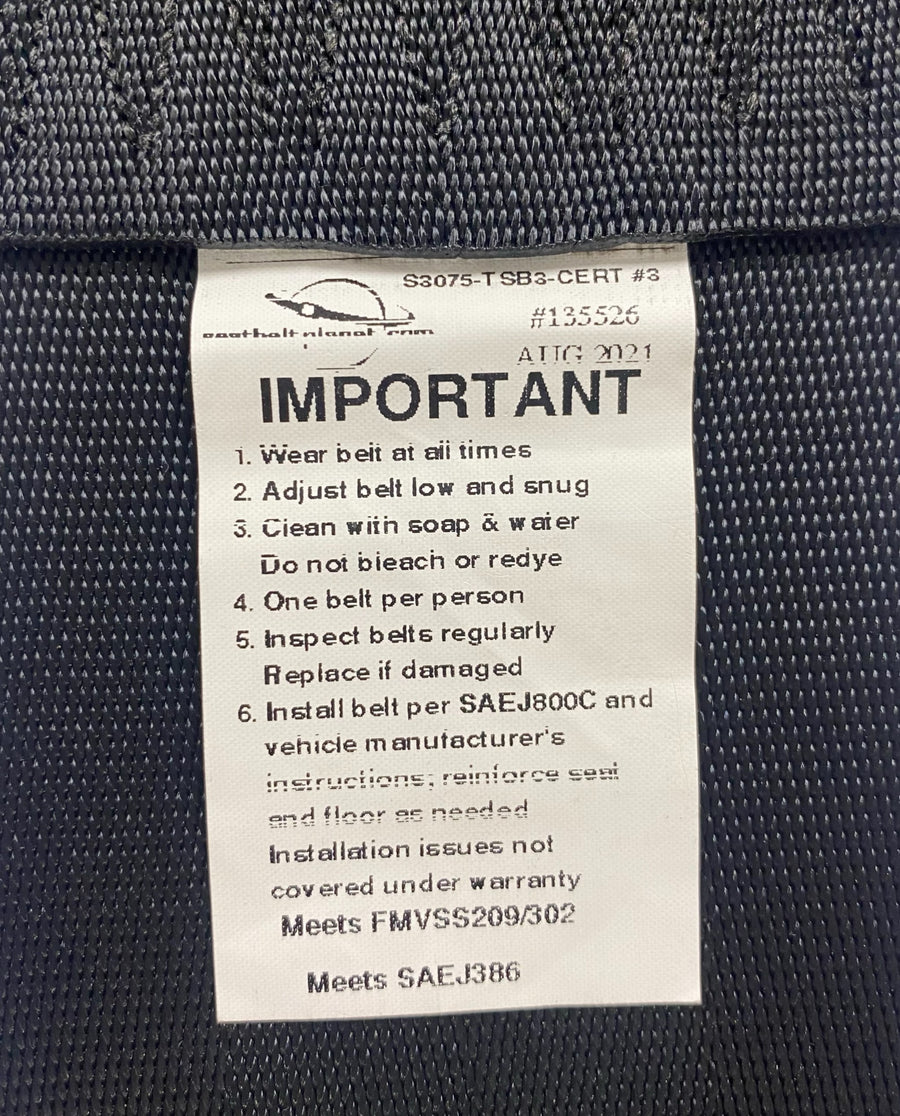 S3075-TSB3-CERT #3
#135526
seatbeltplanet.com
AUG 2021
IMPORTANT
1. Wear belt at all times
2. Adjust belt low and snug
3. Clean with soap & water
Do not bleach or redye
4. One belt per person
5. Inspect belts regularly
Replace if damaged
6. Install belt per SAEJ800C and
vehicle manufacturer's
instructions; reinforce seat
and floor as needed
Installation issues not
covered under warranty
Meets FMVSS209/302
Meets SAEJ386